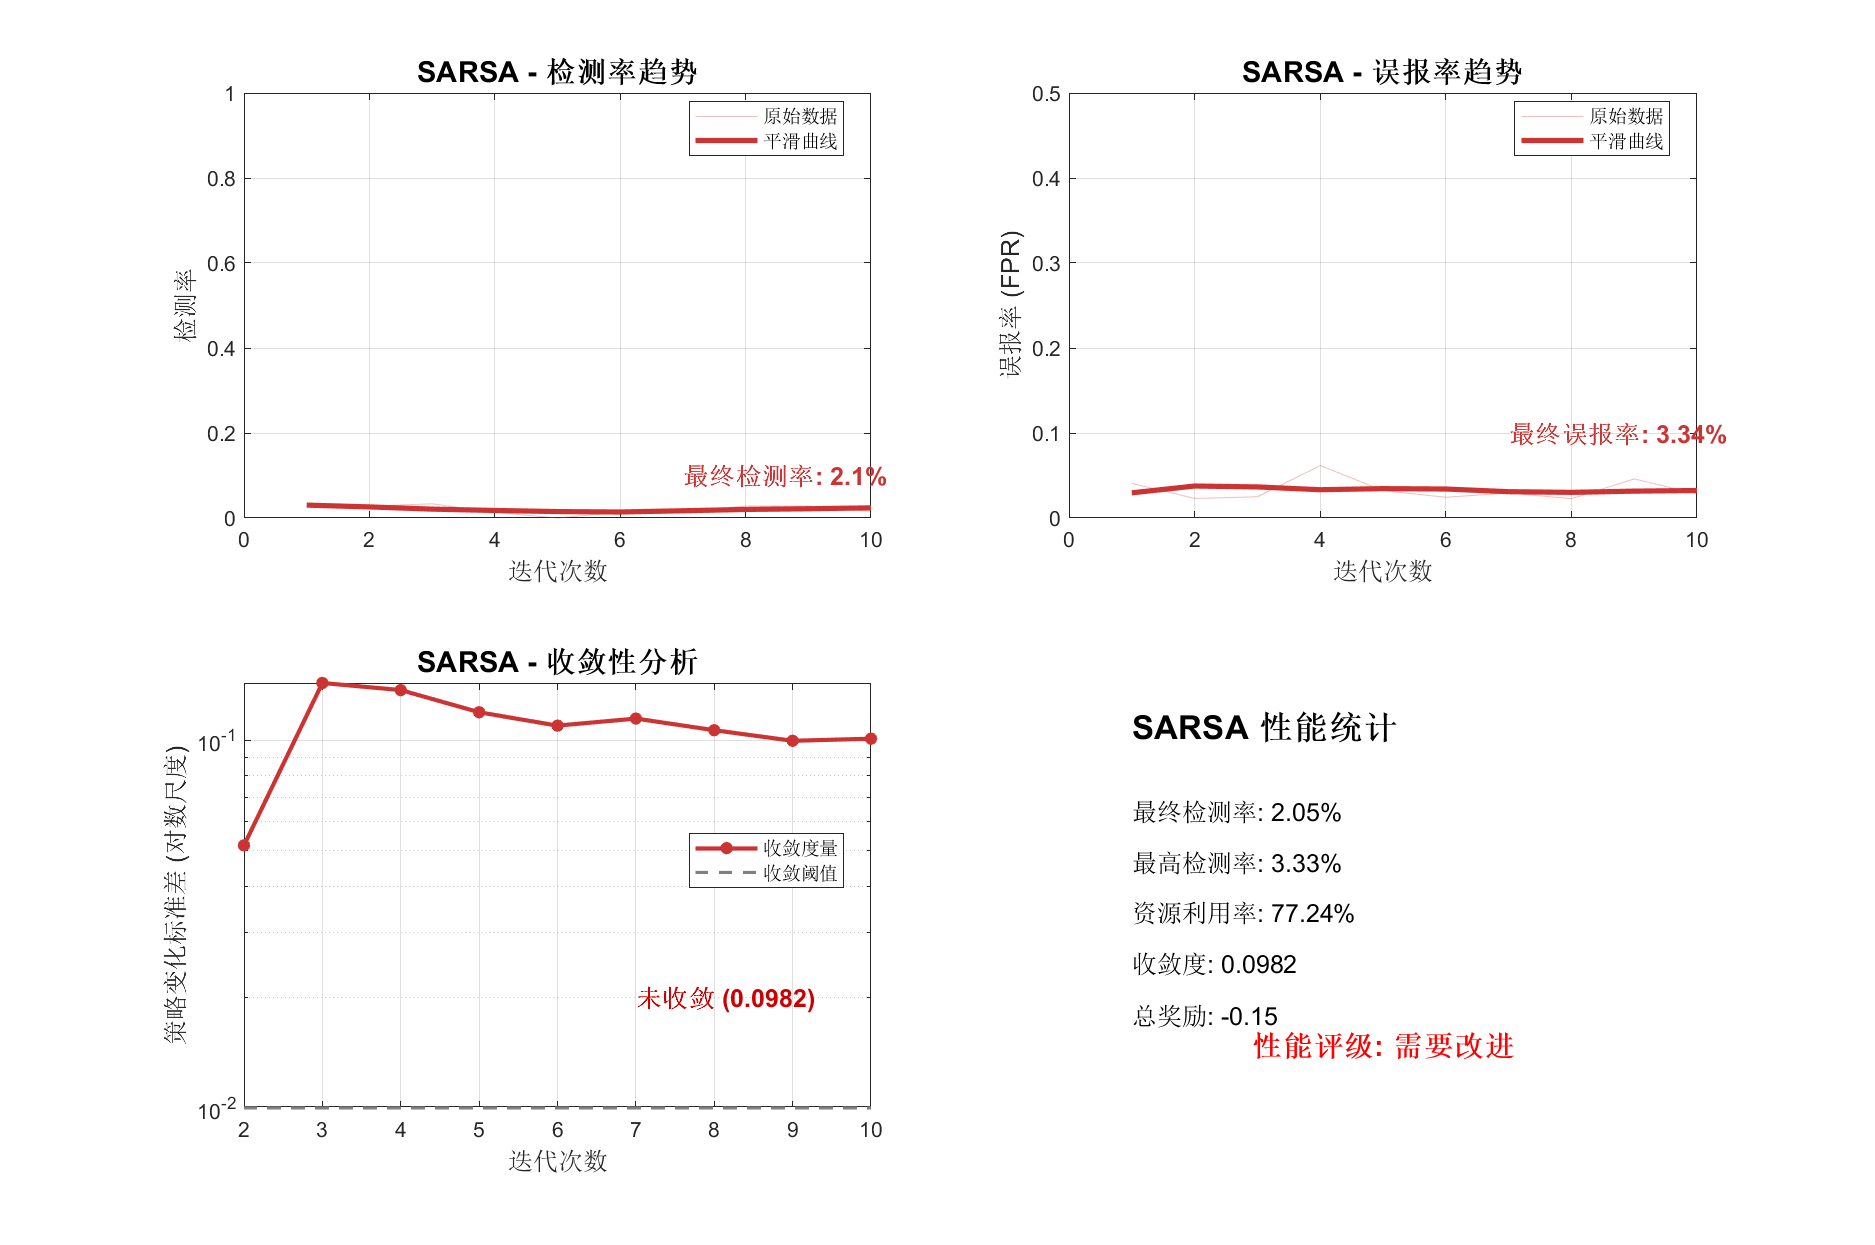 SARSA - 检测率趋势
1
0.8
0.6
0.4
0.2
0
检测率
原始数据
平滑曲线
最终检测率: 2.1%
0 2 4 6 8 10
迭代次数
SARSA - 误报率趋势
0.5
0.4
0.3
0.2
0.1
0
误报率 (FPR)
原始数据
平滑曲线
最终误报率: 3.34%
0 2 4 6 8 10
迭代次数
SARSA - 收敛性分析
10^-1
10^-2
策略变化标准差 (对数尺度)
收敛度量
收敛阈值
未收敛 (0.0982)
2 3 4 5 6 7 8 9 10
迭代次数
SARSA 性能统计
最终检测率: 2.05%
最高检测率: 3.33%
资源利用率: 77.24%
收敛度: 0.0982
总奖励: -0.15
性能评级: 需要改进